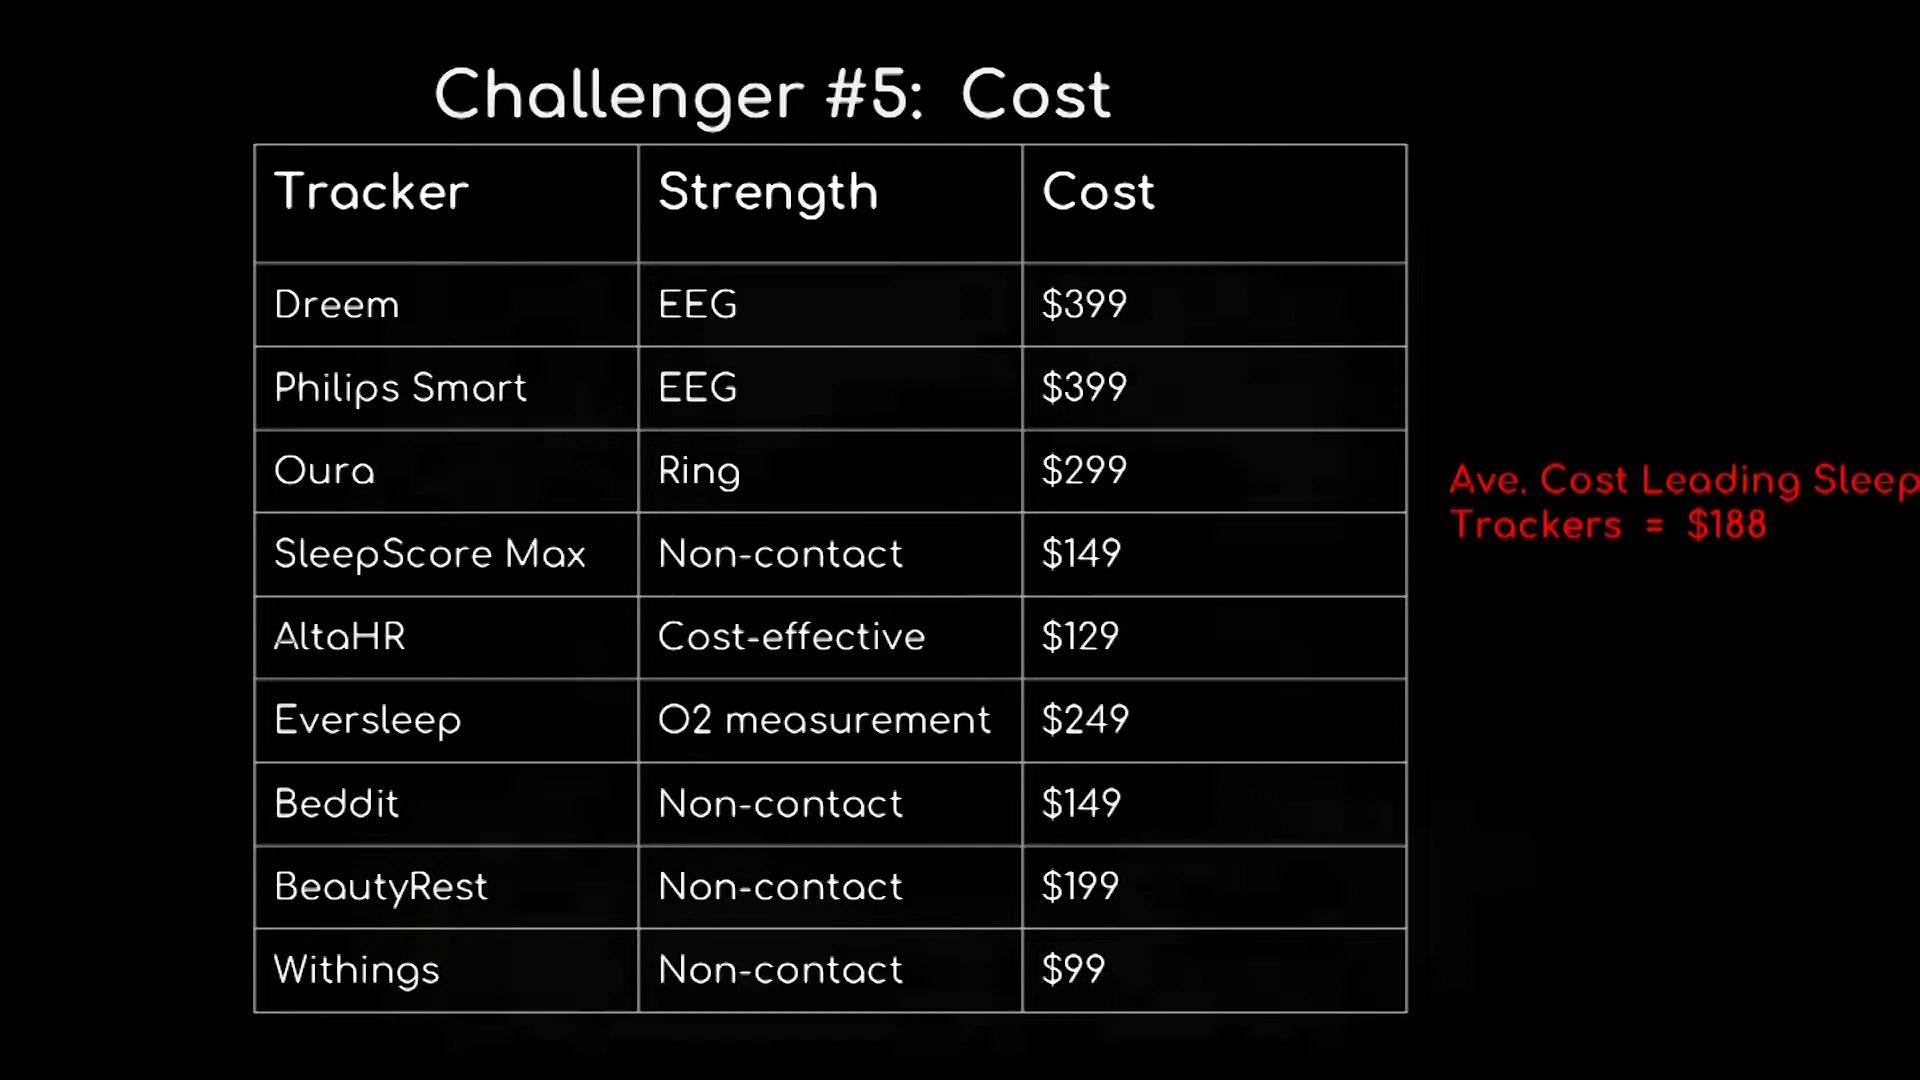 Challenger #5: Cost
Tracker Strength Cost
Dreem EEG $399
Philips Smart EEG $399
Oura Ring $299
SleepScore Max Non-contact $149
AltaHR Cost-effective $129
Eversleep O2 measurement $249
Beddit Non-contact $149
BeautyRest Non-contact $199
Withings Non-contact $99
Ave. Cost Leading Sleep
Trackers = $188